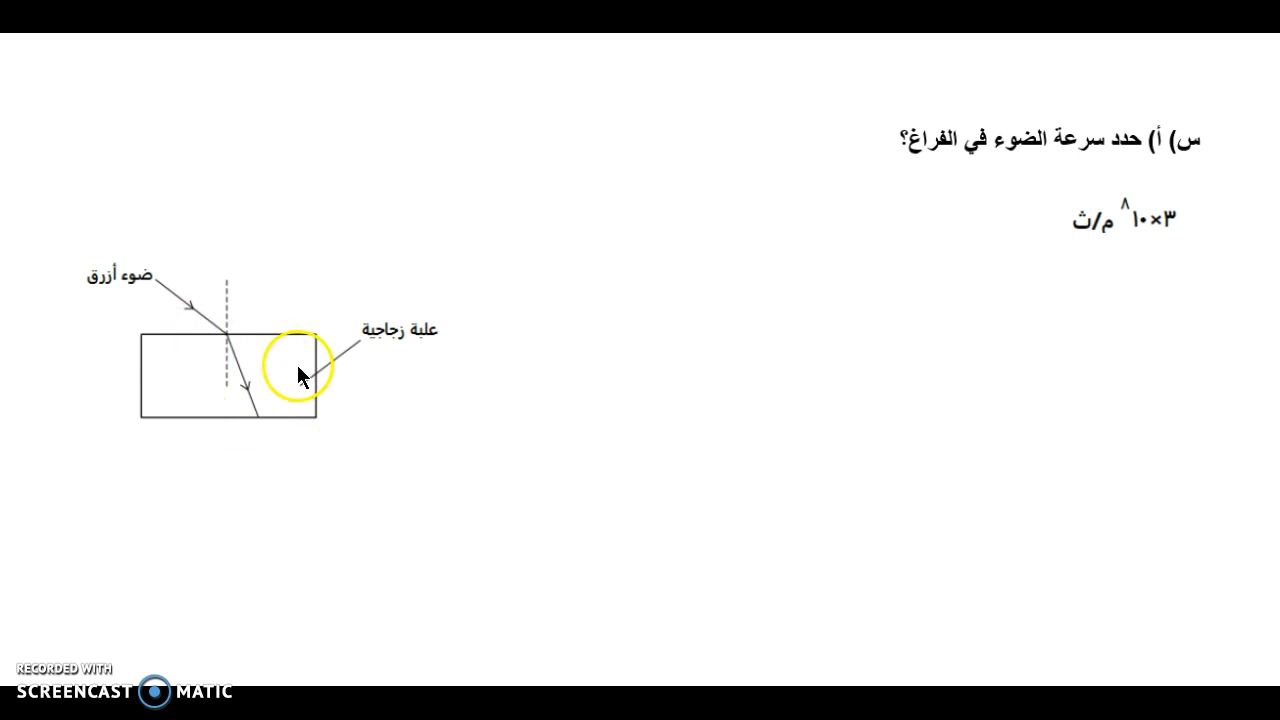 س) أ) حدد سرعة الضوء في الفراغ؟
٣×١٠^٨ م/ث
ضوء أزرق
علبة زجاجية
RECORDED WITH
SCREENCAST MATIC